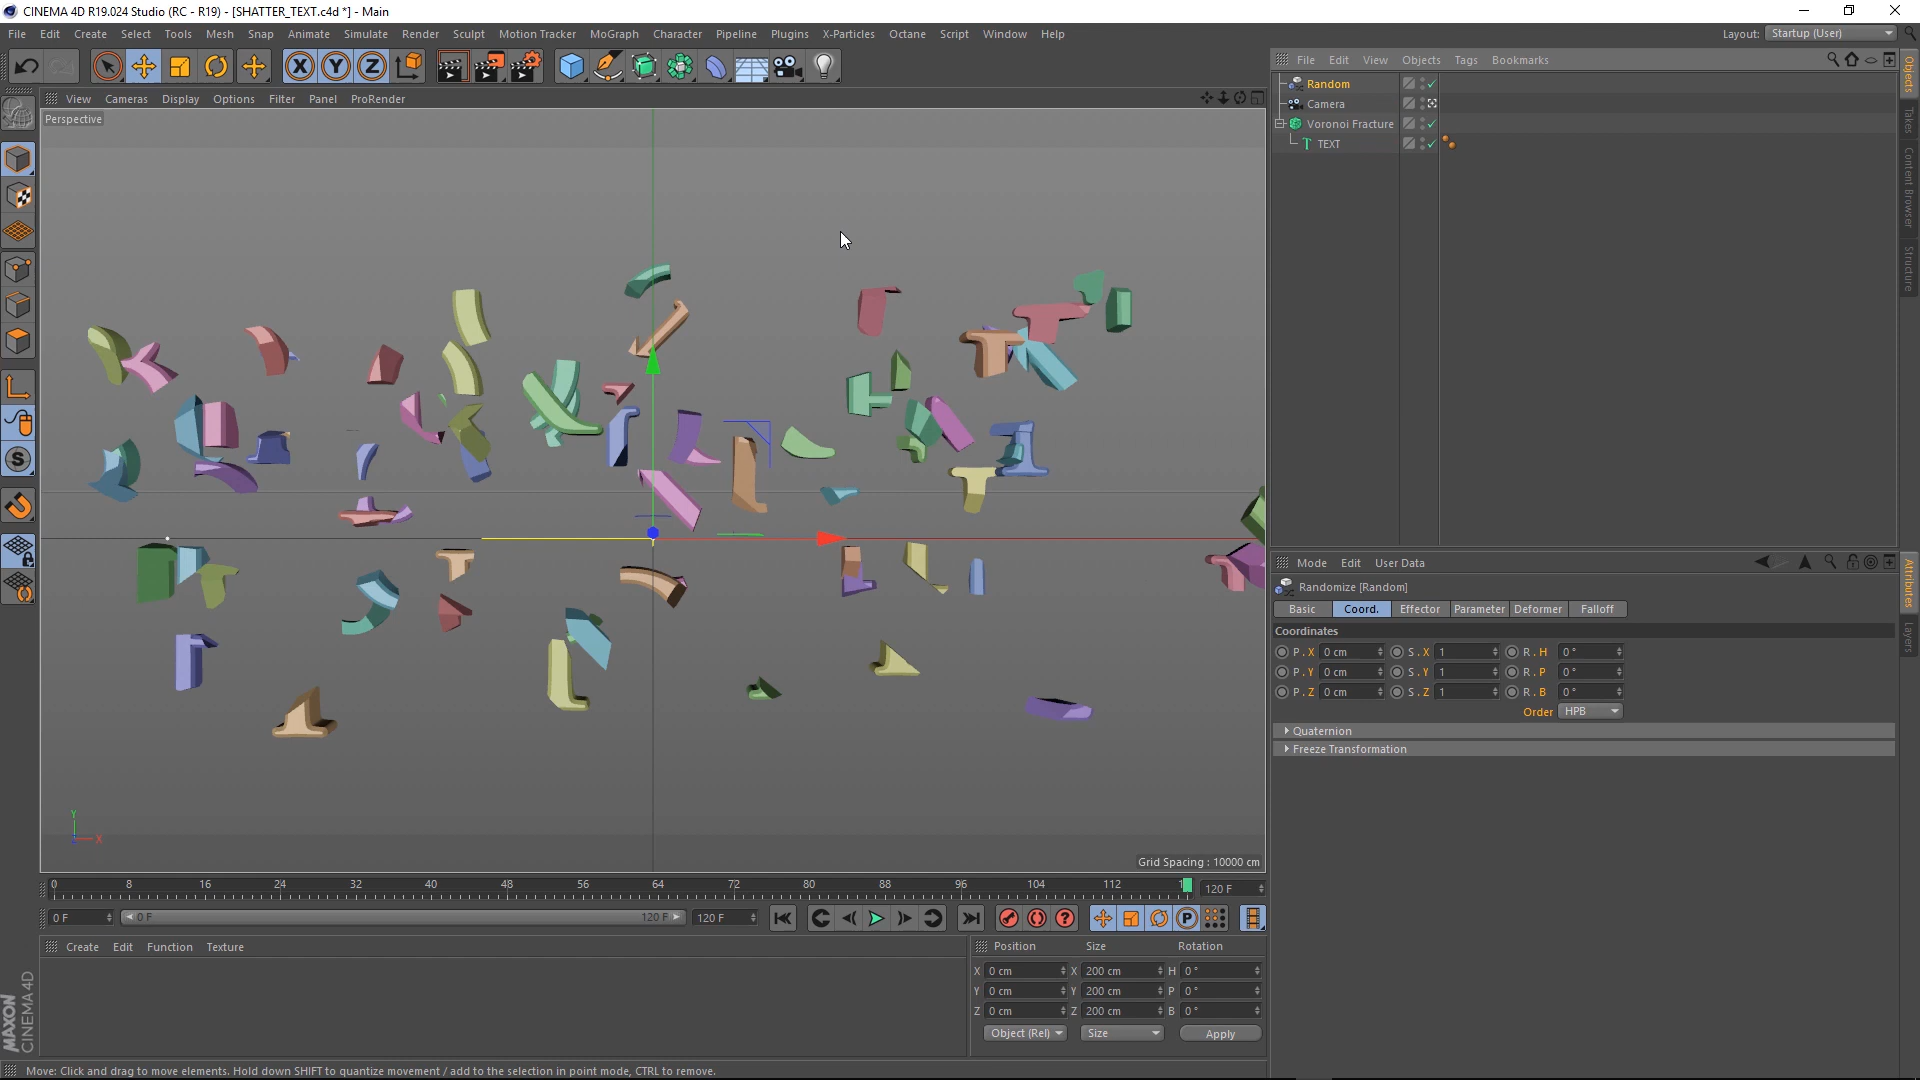 CINEMA 4D R19.024 Studio (RC - R19) - [SHATTER_TEXT.c4d *] - Main
File Edit Create Select Tools Mesh Snap Animate Simulate Render Sculpt Motion Tracker MoGraph Character Pipeline Plugins X-Particles Octane Script Window Help
Layout: Startup (User)
X Y Z
File Edit View Objects Tags Bookmarks
View Cameras Display Options Filter Panel ProRender
Perspective
Random
Camera
Voronoi Fracture
TEXT
Objects
Takes
Content Browser
Structure
S
Mode Edit User Data
Randomize [Random]
Basic Coord. Effector Parameter Deformer Falloff
Coordinates
P . X 0 cm S . X 1 R . H 0 °
P . Y 0 cm S . Y 1 R . P 0 °
P . Z 0 cm S . Z 1 R . B 0 °
Order HPB
Quaternion
Freeze Transformation
Attributes
Layers
Y
Z X
Grid Spacing : 10000 cm
0 8 16 24 32 40 48 56 64 72 80 88 96 104 112 120 F
0 F 0 F 120 F 120 F
P
Create Edit Function Texture
Position Size Rotation
X 0 cm X 200 cm H 0 °
Y 0 cm Y 200 cm P 0 °
Z 0 cm Z 200 cm B 0 °
Object (Rel) Size Apply
MAXON
CINEMA 4D
Move: Click and drag to move elements. Hold down SHIFT to quantize movement / add to the selection in point mode, CTRL to remove.